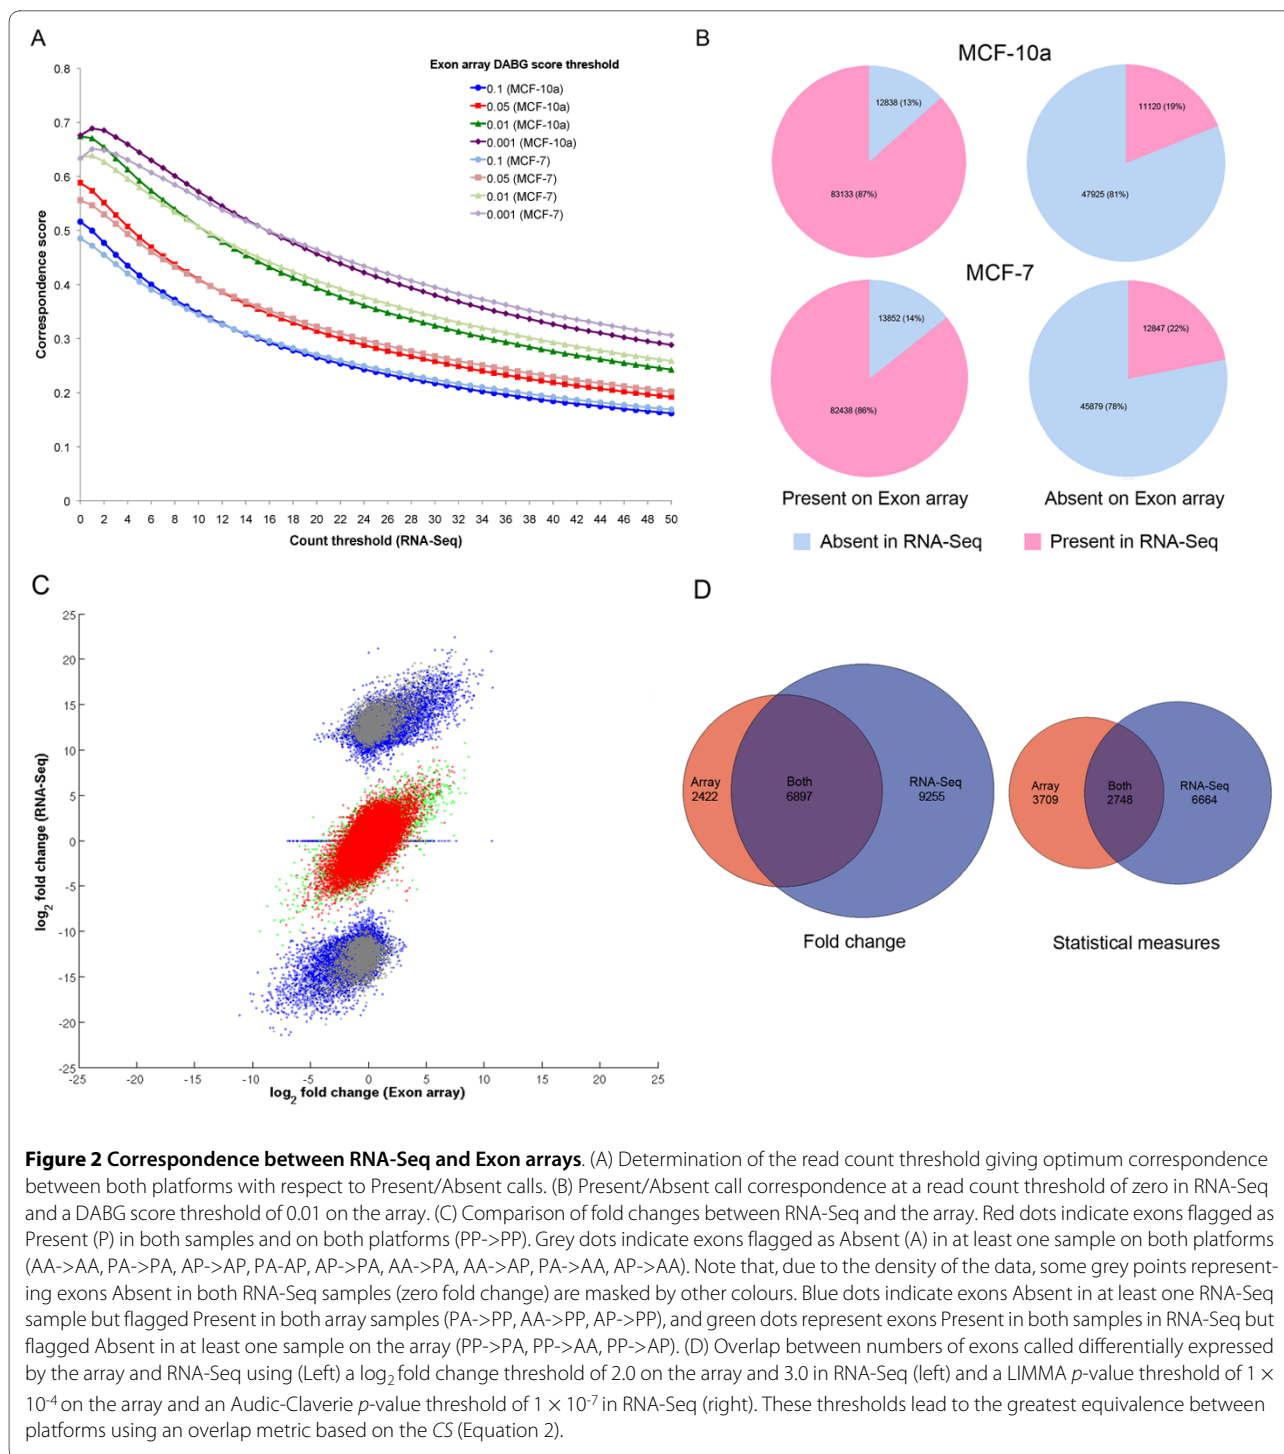 A
Exon array DABG score threshold
0.1 (MCF-10a)
0.05 (MCF-10a)
0.01 (MCF-10a)
0.001 (MCF-10a)
0.1 (MCF-7)
0.05 (MCF-7)
0.01 (MCF-7)
0.001 (MCF-7)
Correspondence score
0.8
0.7
0.6
0.5
0.4
0.3
0.2
0.1
0
0 2 4 6 8 10 12 14 16 18 20 22 24 26 28 30 32 34 36 38 40 42 44 46 48 50
Count threshold (RNA-Seq)
B
MCF-10a
12838 (13%)
83133 (87%)
11120 (19%)
47925 (81%)
MCF-7
13852 (14%)
82438 (86%)
12847 (22%)
45879 (78%)
Present on Exon array
Absent on Exon array
Absent in RNA-Seq
Present in RNA-Seq
C
log2 fold change (RNA-Seq)
25
20
15
10
5
0
-5
-10
-15
-20
-25
-25 -20 -15 -10 -5 0 5 10 15 20 25
log2 fold change (Exon array)
D
Array
2422
Both
6897
RNA-Seq
9255
Fold change
Array
3709
Both
2748
RNA-Seq
6664
Statistical measures
Figure 2 Correspondence between RNA-Seq and Exon arrays. (A) Determination of the read count threshold giving optimum correspondence
between both platforms with respect to Present/Absent calls. (B) Present/Absent call correspondence at a read count threshold of zero in RNA-Seq
and a DABG score threshold of 0.01 on the array. (C) Comparison of fold changes between RNA-Seq and the array. Red dots indicate exons flagged as
Present (P) in both samples and on both platforms (PP->PP). Grey dots indicate exons flagged as Absent (A) in at least one sample on both platforms
(AA->AA, PA->PA, AP->AP, PA-AP, AP->PA, AA->PA, AA->AP, PA->AA, AP->AA). Note that, due to the density of the data, some grey points represent-
ing exons Absent in both RNA-Seq samples (zero fold change) are masked by other colours. Blue dots indicate exons Absent in at least one RNA-Seq
sample but flagged Present in both array samples (PA->PP, AA->PP, AP->PP), and green dots represent exons Present in both samples in RNA-Seq but
flagged Absent in at least one sample on the array (PP->PA, PP->AA, PP->AP). (D) Overlap between numbers of exons called differentially expressed
by the array and RNA-Seq using (Left) a log2 fold change threshold of 2.0 on the array and 3.0 in RNA-Seq (left) and a LIMMA p-value threshold of 1 ×
10-4 on the array and an Audic-Claverie p-value threshold of 1 × 10-7 in RNA-Seq (right). These thresholds lead to the greatest equivalence between
platforms using an overlap metric based on the CS (Equation 2).